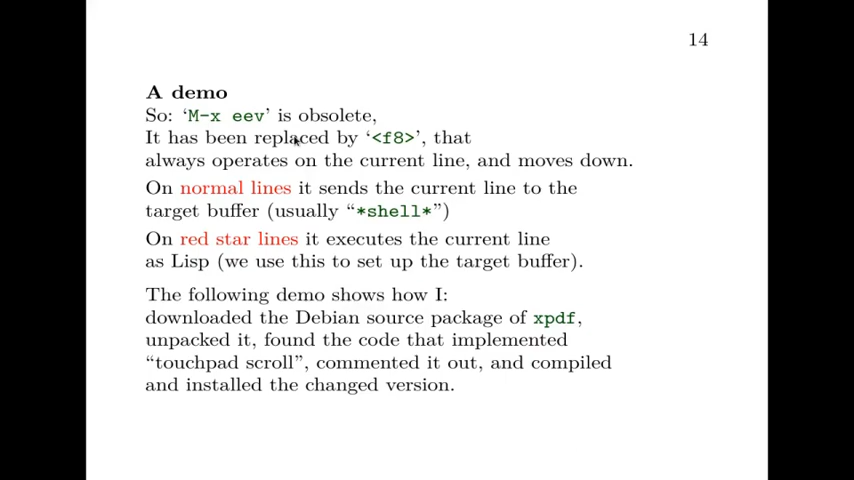 14
A demo
So: ‘M-x eev’ is obsolete,
It has been replaced by ‘<f8>’, that
always operates on the current line, and moves down.
On normal lines it sends the current line to the
target buffer (usually “*shell*”)
On red star lines it executes the current line
as Lisp (we use this to set up the target buffer).
The following demo shows how I:
downloaded the Debian source package of xpdf,
unpacked it, found the code that implemented
“touchpad scroll”, commented it out, and compiled
and installed the changed version.